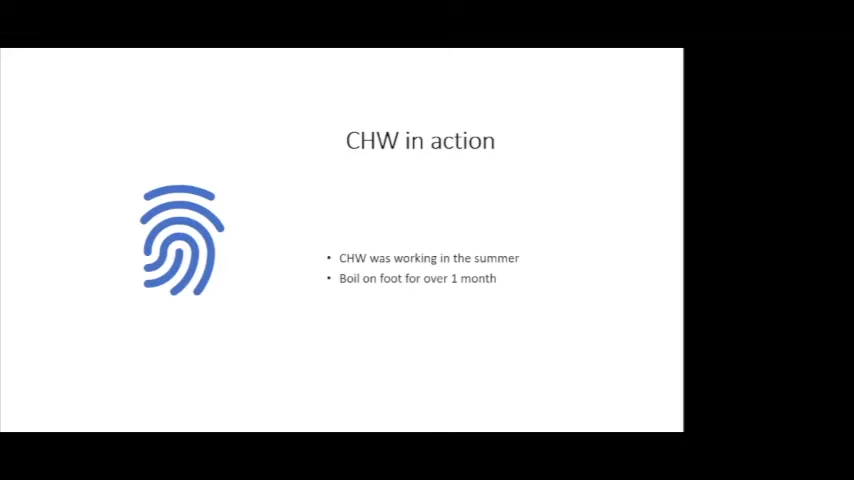 CHW in action
• CHW was working in the summer
• Boil on foot for over 1 month